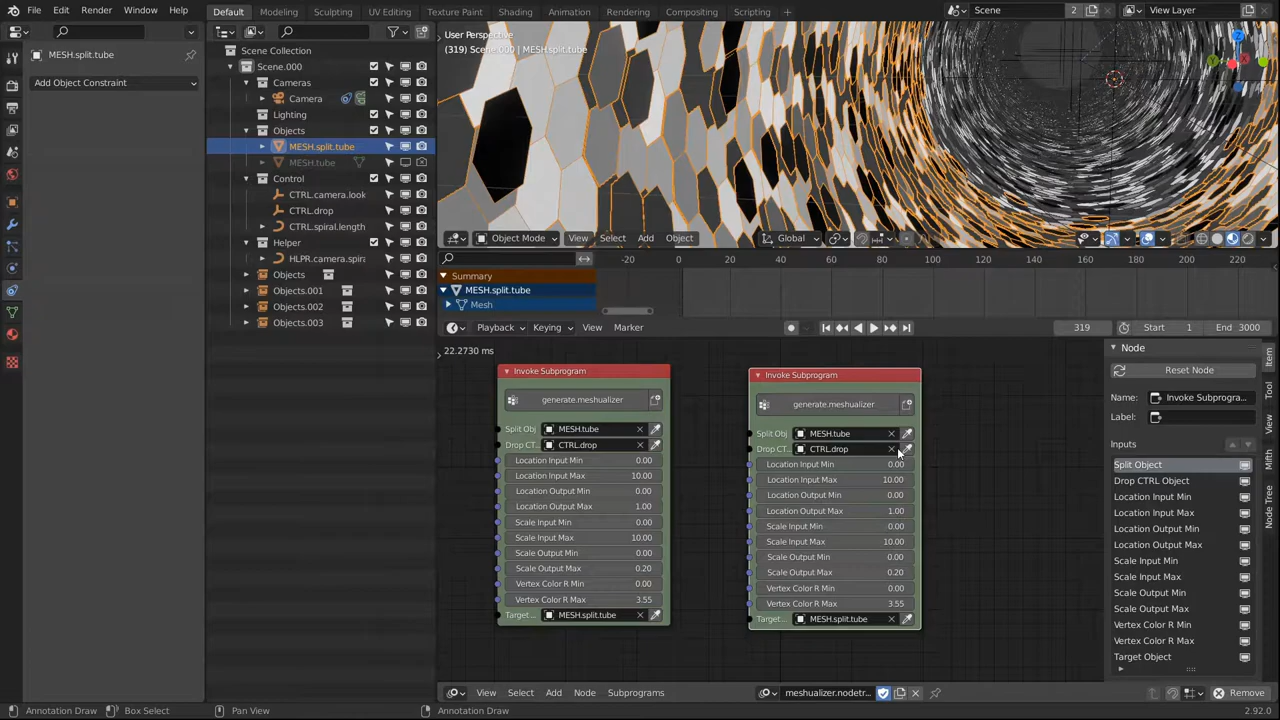 File Edit Render Window Help
Default Modeling Sculpting UV Editing Texture Paint Shading Animation Rendering Compositing Scripting +
Scene 2
View Layer
MESH.split.tube
Add Object Constraint
Scene Collection
Scene.000
Cameras
Camera
Lighting
Objects
MESH.split.tube
MESH.tube
Control
CTRL.camera.look
CTRL.drop
CTRL.spiral.length
Helper
HLPR.camera.spira
Objects
Objects.001
Objects.002
Objects.003
User Perspective
(319) Scene.000 | MESH.split.tube
Object Mode View Select Add Object Global
-20 0 20 40 60 80 100 120 140 160 180 200 220
Summary
MESH.split.tube
Mesh
Playback Keying View Marker
319 Start 1 End 3000
22.2730 ms
Invoke Subprogram
generate.meshualizer
Split Obj MESH.tube
Drop CT... CTRL.drop
Location Input Min 0.00
Location Input Max 10.00
Location Output Min 0.00
Location Output Max 1.00
Scale Input Min 0.00
Scale Input Max 10.00
Scale Output Min 0.00
Scale Output Max 0.20
Vertex Color R Min 0.00
Vertex Color R Max 3.55
Target... MESH.split.tube
Invoke Subprogram
generate.meshualizer
Split Obj MESH.tube
Drop CT... CTRL.drop
Location Input Min 0.00
Location Input Max 10.00
Location Output Min 0.00
Location Output Max 1.00
Scale Input Min 0.00
Scale Input Max 10.00
Scale Output Min 0.00
Scale Output Max 0.20
Vertex Color R Min 0.00
Vertex Color R Max 3.55
Target... MESH.split.tube
Node
Reset Node
Name: Invoke Subprogra...
Label:
Inputs
Split Object
Drop CTRL Object
Location Input Min
Location Input Max
Location Output Min
Location Output Max
Scale Input Min
Scale Input Max
Scale Output Min
Scale Output Max
Vertex Color R Min
Vertex Color R Max
Target Object
Item
Tool
View
Mith
Node Tree
View Select Add Node Subprograms
meshualizer.nodetr...
Remove
Annotation Draw Box Select Pan View Annotation Draw 2.92.0